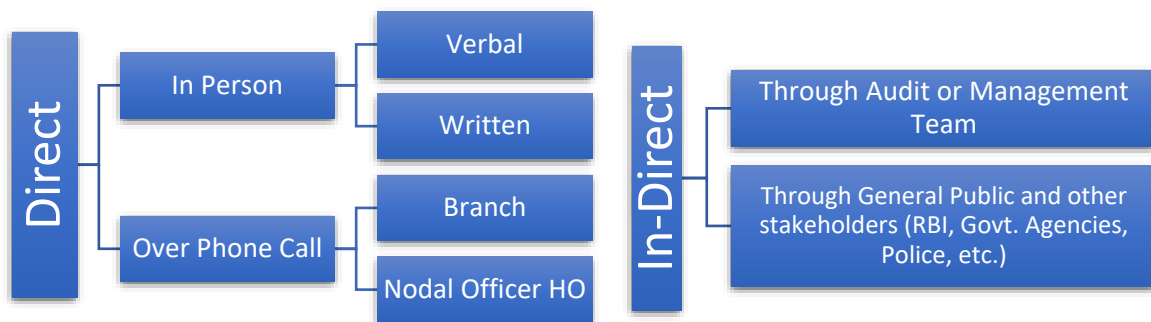 Direct
In Person
Verbal
Written
Over Phone Call
Branch
Nodal Officer HO
In-Direct
Through Audit or Management
Team
Through General Public and other
stakeholders (RBI, Govt. Agencies,
Police, etc.)